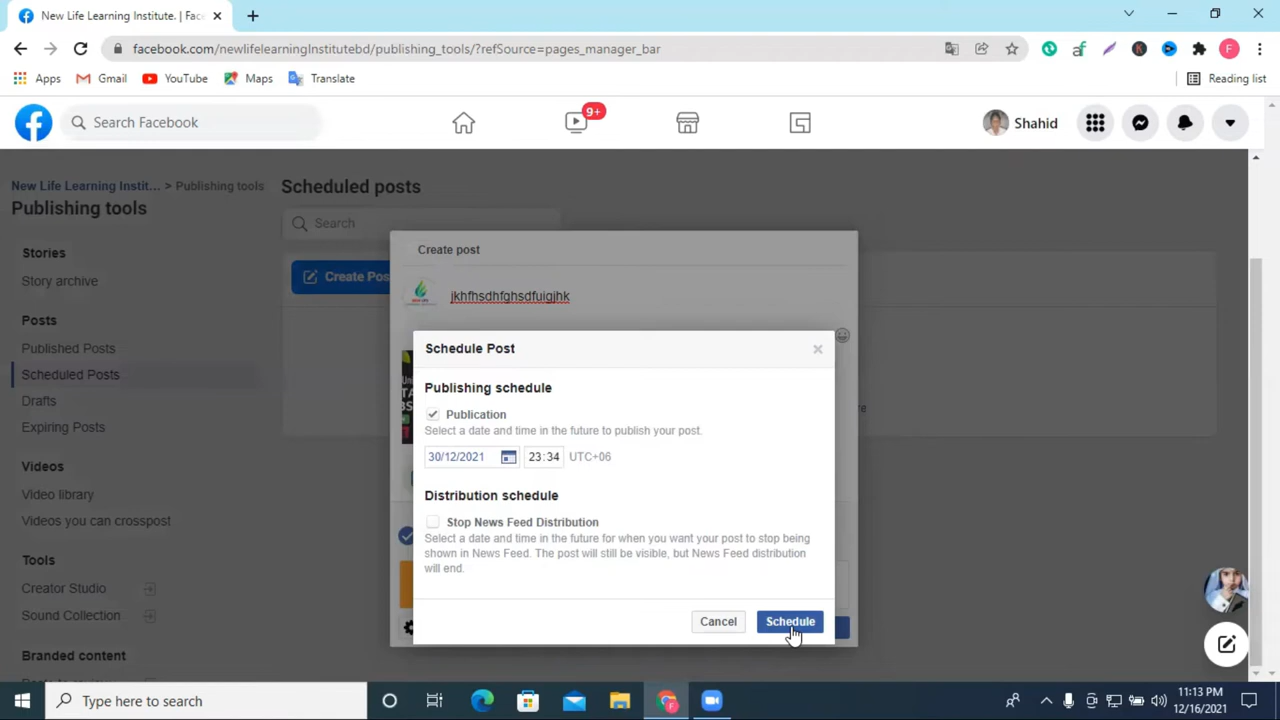 New Life Learning Institute. | Fac
facebook.com/newlifelearningInstitutebd/publishing_tools/?refSource=pages_manager_bar
af
K
F
Apps
Gmail
YouTube
Maps
Translate
Reading list
Search Facebook
9+
Shahid
New Life Learning Instit... > Publishing tools
Publishing tools
Scheduled posts
Search
Stories
Story archive
Create Pos
Create post
jkhfhsdhfghsdfuigjhk
Posts
Published Posts
Scheduled Posts
Drafts
Expiring Posts
Schedule Post
Publishing schedule
Publication
Select a date and time in the future to publish your post.
30/12/2021
23:34
UTC+06
Videos
Video library
Videos you can crosspost
Distribution schedule
Stop News Feed Distribution
Select a date and time in the future for when you want your post to stop being
shown in News Feed. The post will still be visible, but News Feed distribution
will end.
Tools
Creator Studio
Sound Collection
Cancel
Schedule
Branded content
Type here to search
11:13 PM
12/16/2021